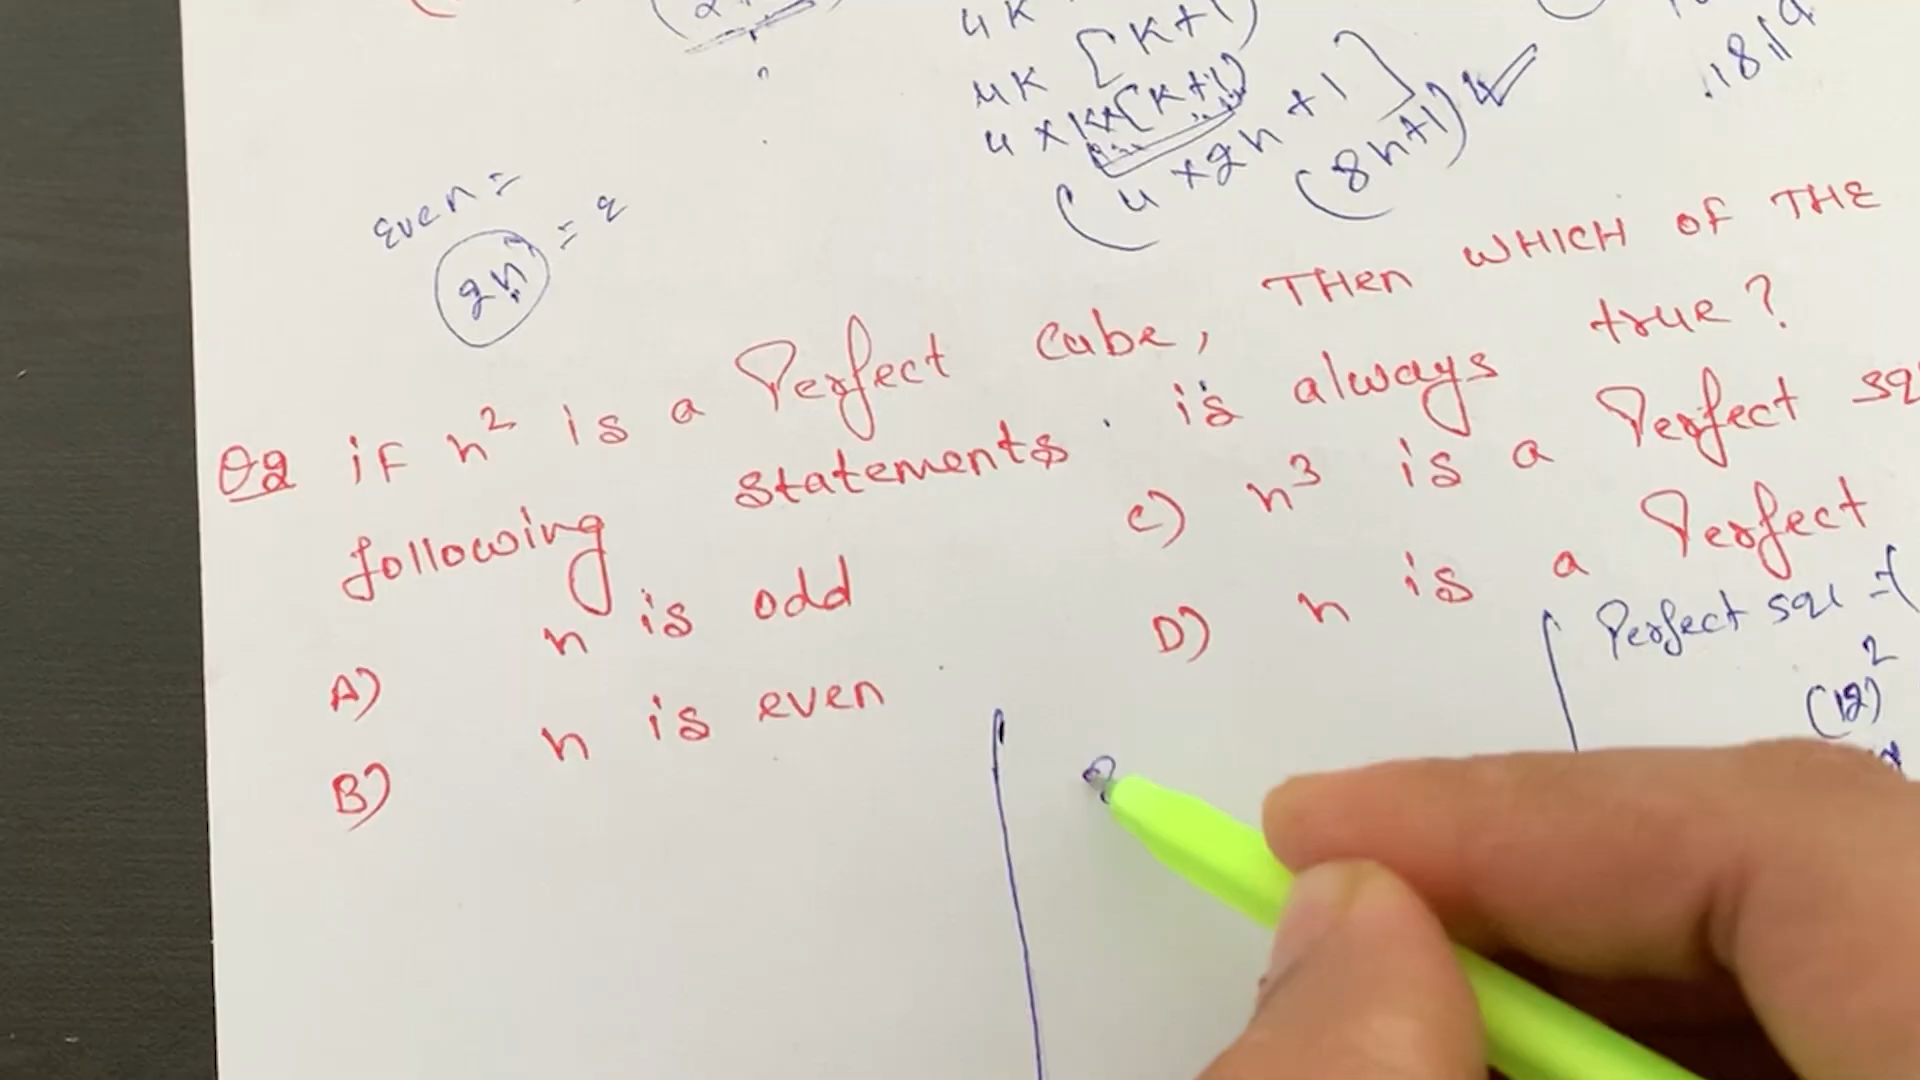 4K
4K [K+1)
4×K×[K+1)
(4×2n+1]
(8n+1)
.18/9
even =
2n = ε
Q2 if n² is a Perfect cube, THEn WHICH OF THE
following statements is always true?
A) n is odd
B) n is even
C) n³ is a Perfect sq
D) n is a Perfect
Perfect squ =(
(12)²